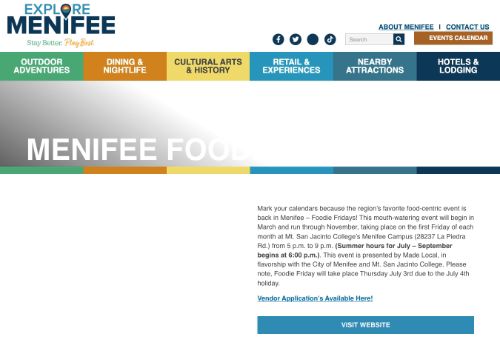 EXPLORE
MENIFEE
Stay Better. Play Best.
ABOUT MENIFEE | CONTACT US
Search
EVENTS CALENDAR
OUTDOOR ADVENTURES
DINING & NIGHTLIFE
CULTURAL ARTS & HISTORY
RETAIL & EXPERIENCES
NEARBY ATTRACTIONS
HOTELS & LODGING
MENIFEE FOOD
Mark your calendars because the region's favorite food-centric event is
back in Menifee – Foodie Fridays! This mouth-watering event will begin in
March and run through November, taking place on the first Friday of each
month at Mt. San Jacinto College's Menifee Campus (28237 La Piedra
Rd.) from 5 p.m. to 9 p.m. (Summer hours for July – September
begins at 6:00 p.m.). This event is presented by Made Local, in
flavorship with the City of Menifee and Mt. San Jacinto College. Please
note, Foodie Friday will take place Thursday July 3rd due to the July 4th
holiday.
Vendor Application's Available Here!
VISIT WEBSITE